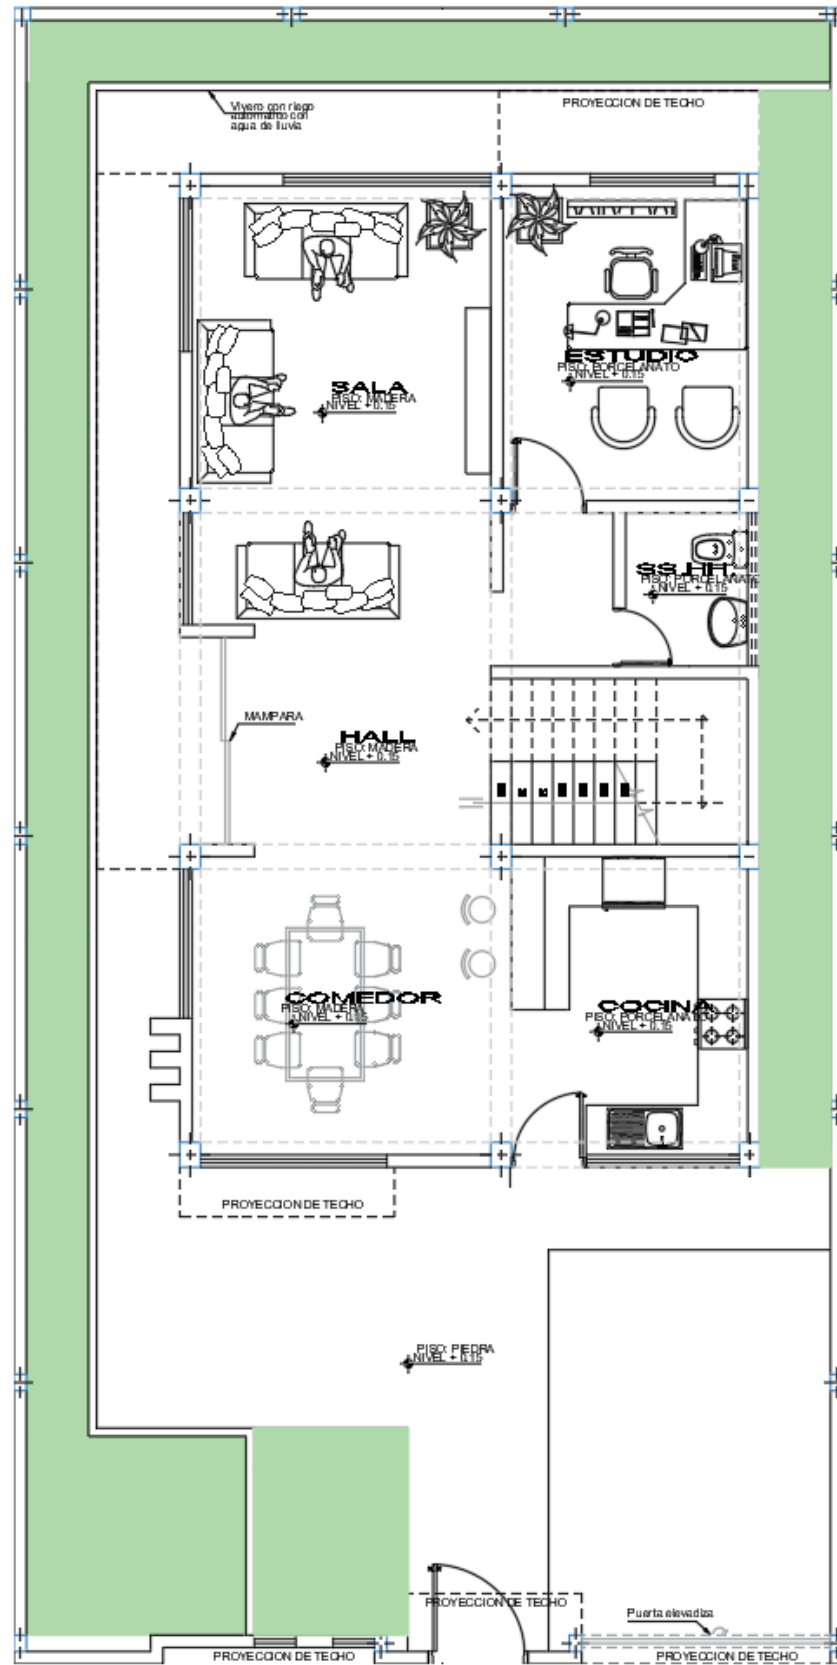 Vivero con riego
automatico con
agua de lluvia
PROYECCION DE TECHO
SALA
PISO: MADERA
NIVEL + 0.15
ESTUDIO
PISO: PORCELANATO
NIVEL + 0.15
SS.HH.
PISO: PORCELANATO
NIVEL + 0.15
MAMPARA
HALL
PISO: MADERA
NIVEL + 0.15
COMEDOR
PISO: MADERA
NIVEL + 0.15
COCINA
PISO: PORCELANATO
NIVEL + 0.15
PROYECCION DE TECHO
PISO: PIEDRA
NIVEL + 0.15
PROYECCION DE TECHO
Puerta elevadiza
PROYECCION DE TECHO
PROYECCION DE TECHO